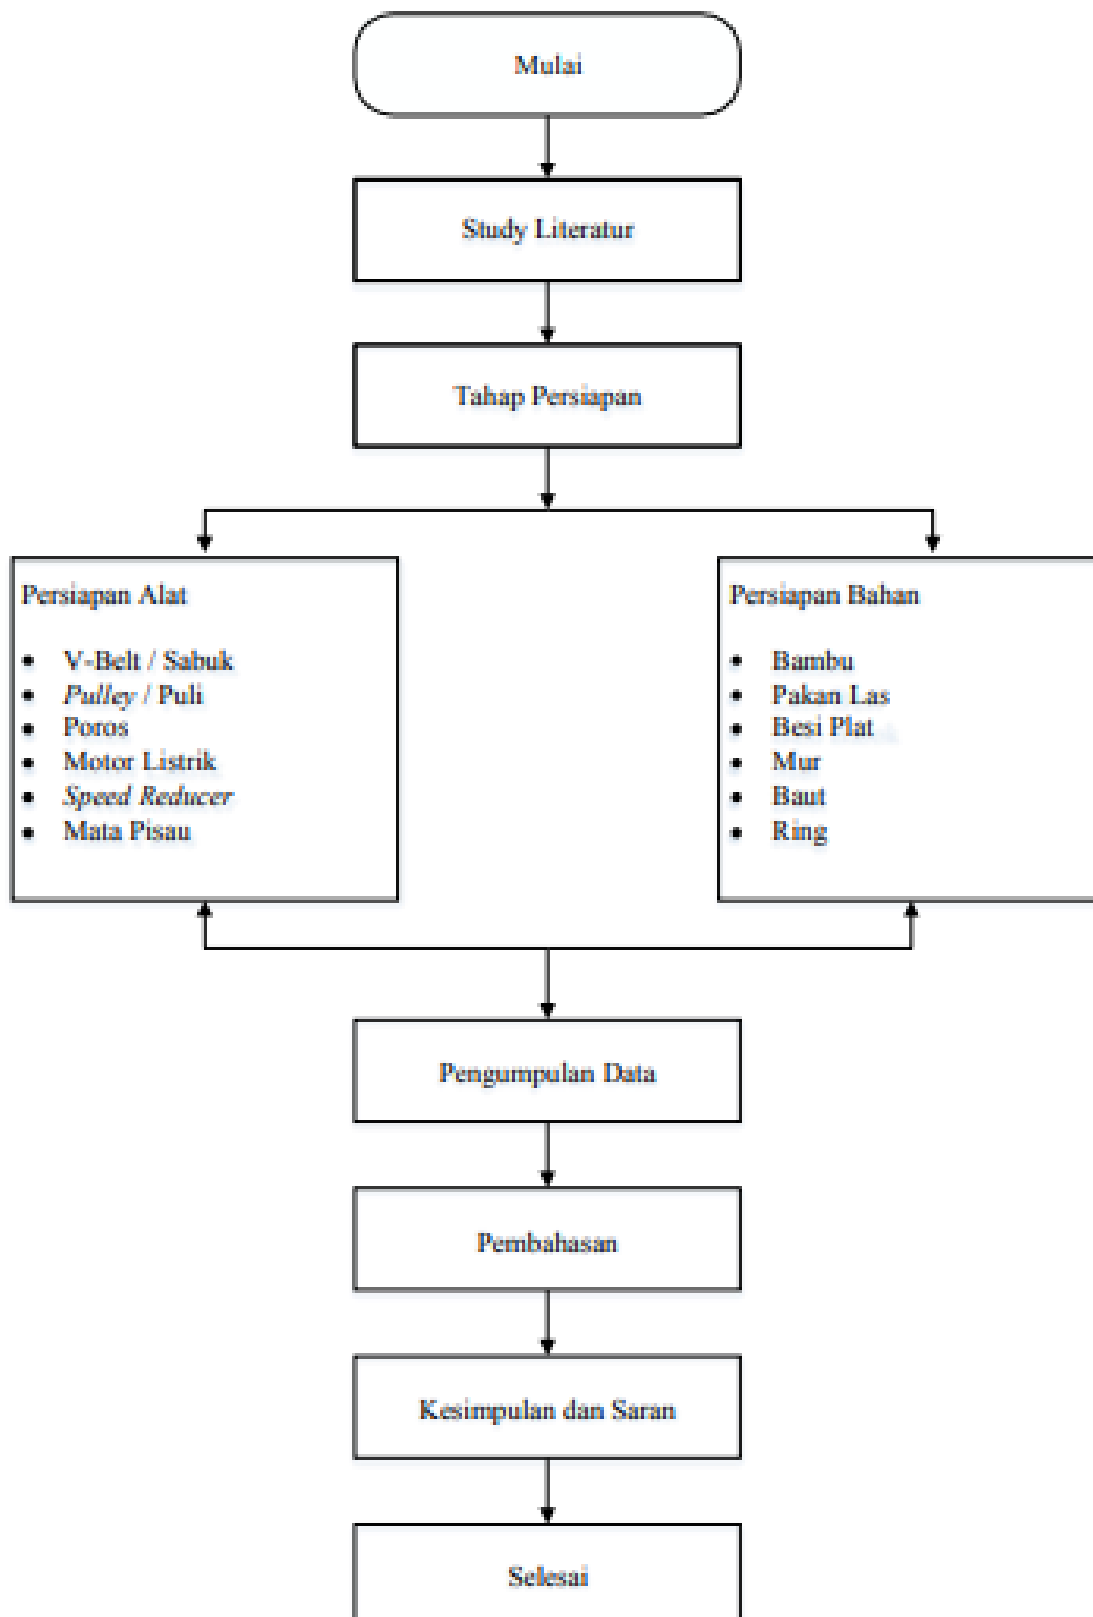 Mulai
Study Literatur
Tahap Persiapan
Persiapan Alat
• V-Belt / Sabuk
• Pulley / Puli
• Poros
• Motor Listrik
• Speed Reducer
• Mata Pisau
Persiapan Bahan
• Bambu
• Pakan Las
• Besi Plat
• Mur
• Baut
• Ring
Pengumpulan Data
Pembahasan
Kesimpulan dan Saran
Selesai